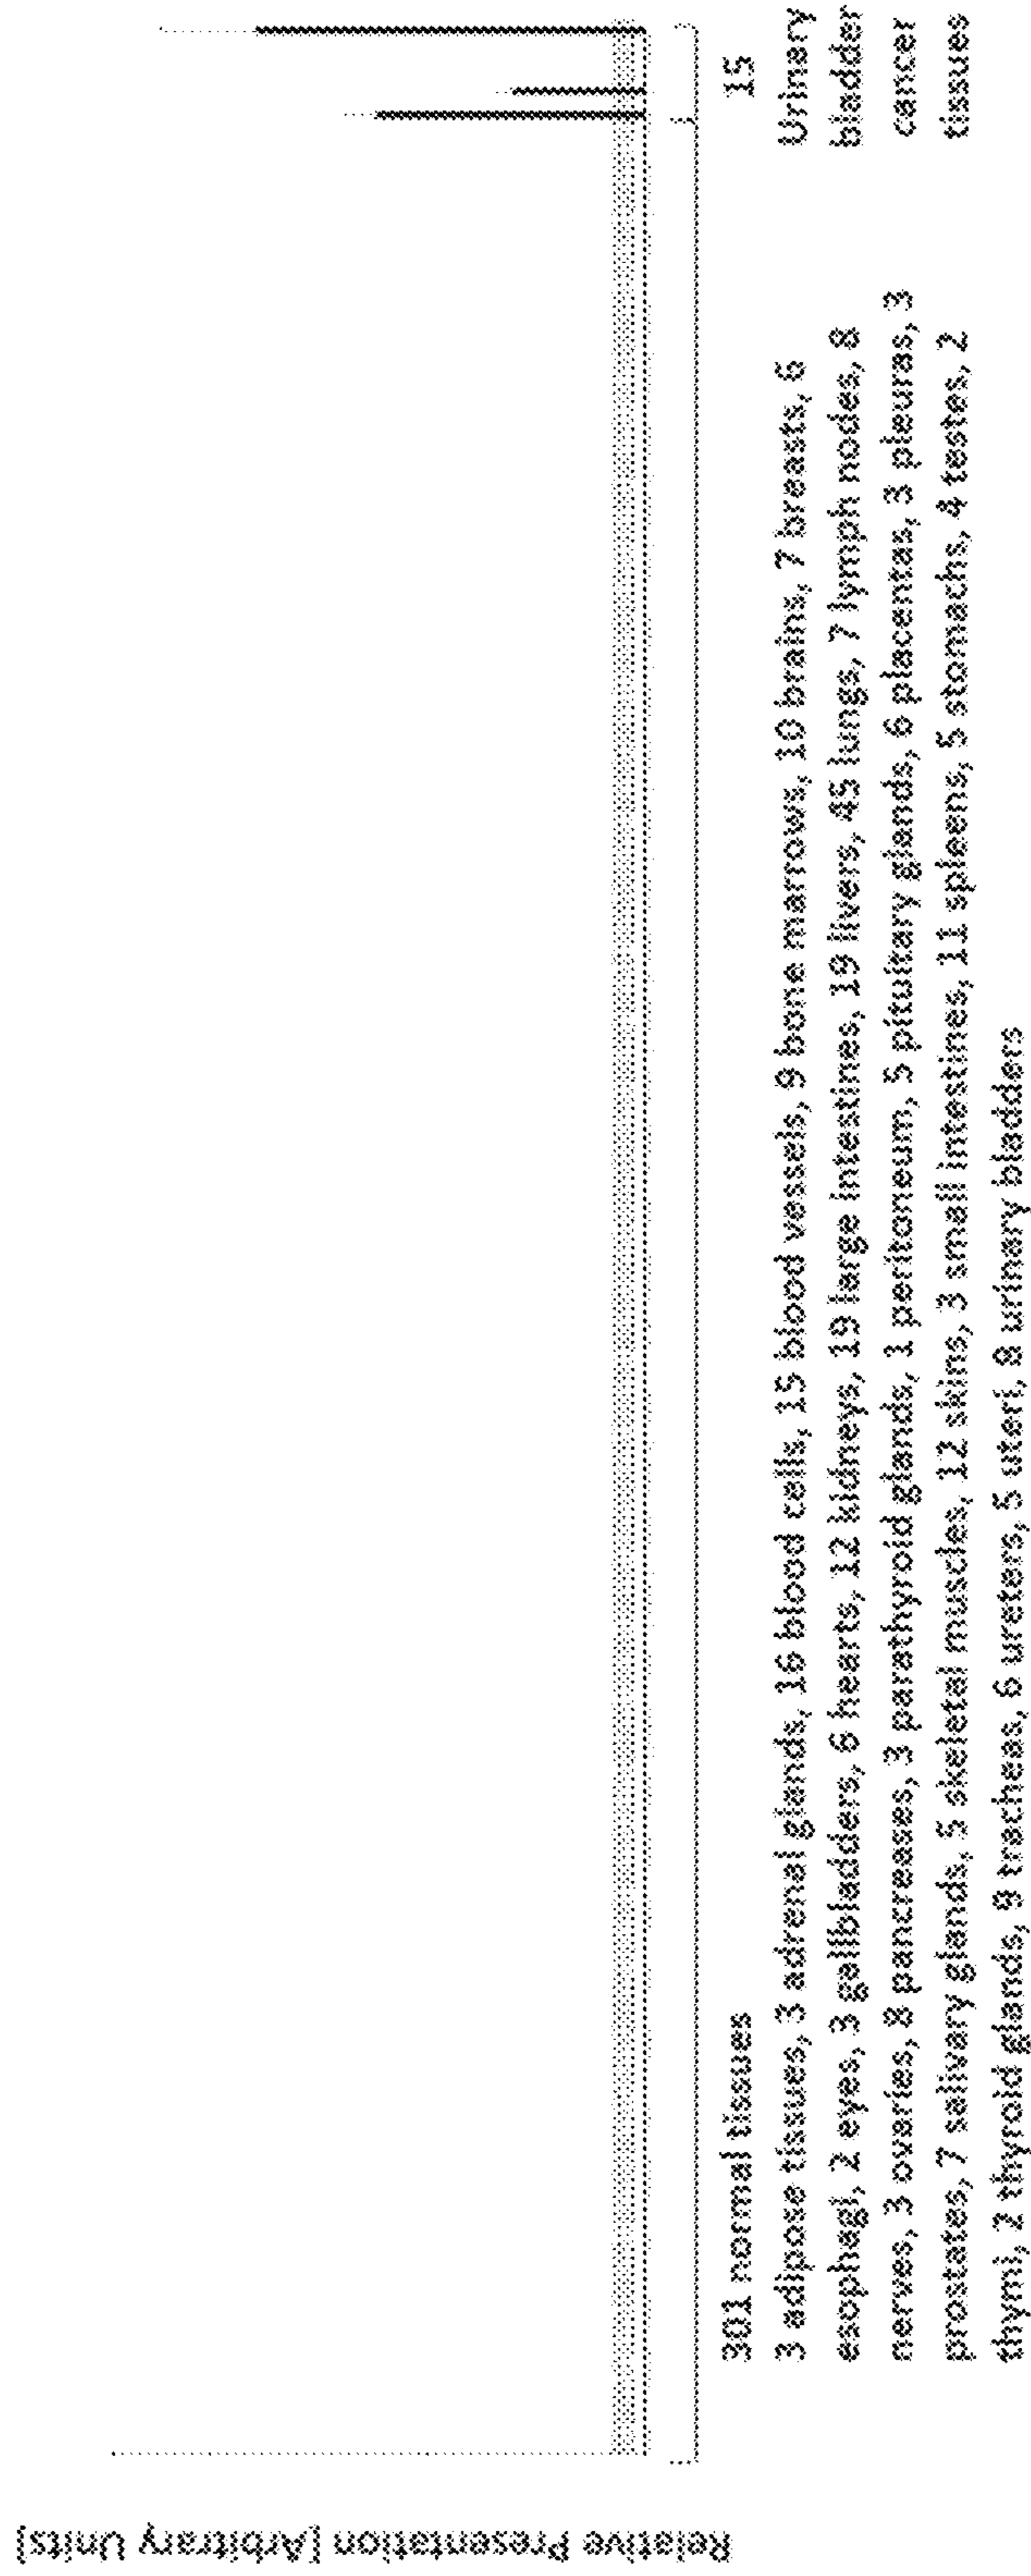 Relative Presentation [Arbitrary Units]
301 normal tissues
3 adipose tissues, 3 adrenal glands, 16 blood cells, 15 blood vessels, 9 bone marrows, 10 brains, 7 breasts, 6
esophagi, 2 eyes, 3 gallbladders, 6 hearts, 12 kidneys, 19 large intestines, 19 livers, 45 lungs, 7 lymph nodes, 8
nerves, 3 ovaries, 8 pancreases, 3 parathyroid glands, 1 peritoneum, 5 pituitary glands, 6 placentas, 3 pleuras, 3
prostates, 7 salivary glands, 5 skeletal muscles, 12 skins, 3 small intestines, 11 spleens, 5 stomachs, 4 testes, 2
thymi, 2 thyroid glands, 9 tracheas, 6 ureters, 5 uteri, 8 urinary bladders
15
Urinary
bladder
cancer
tissues